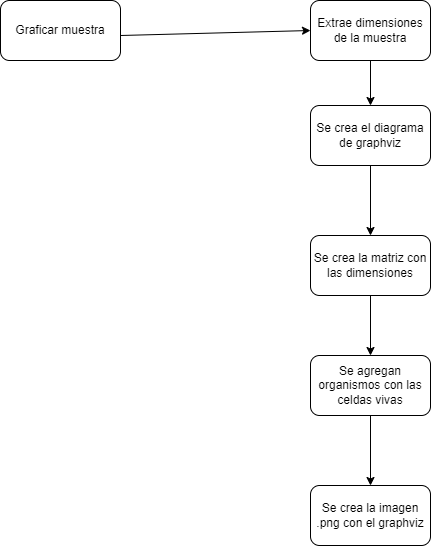 Graficar muestra
Extrae dimensiones
de la muestra
Se crea el diagrama
de graphviz
Se crea la matriz con
las dimensiones
Se agregan
organismos con las
celdas vivas
Se crea la imagen
.png con el graphviz